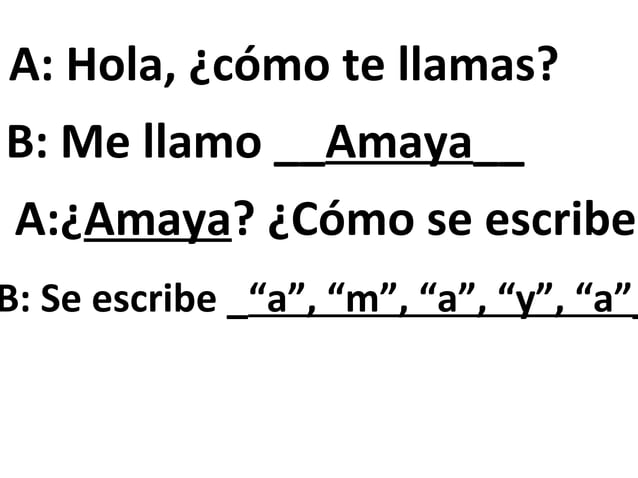 A: Hola, ¿cómo te llamas?
B: Me llamo __Amaya__
A:¿Amaya? ¿Cómo se escribe
B: Se escribe _“a”, “m”, “a”, “y”, “a”_